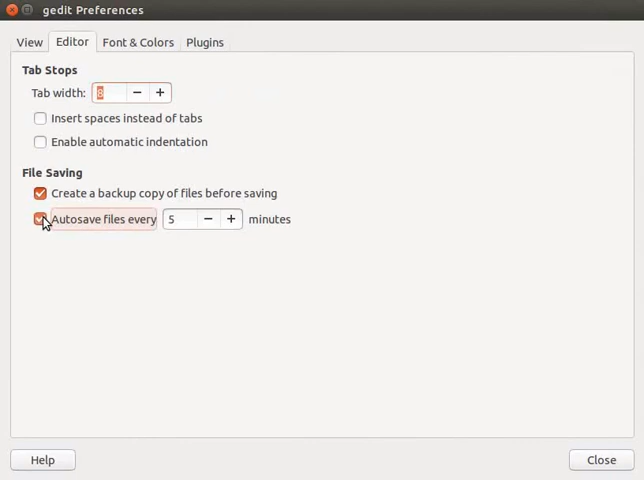 gedit Preferences
View Editor Font & Colors Plugins
Tab Stops
Tab width: 8 − +
Insert spaces instead of tabs
Enable automatic indentation
File Saving
Create a backup copy of files before saving
Autosave files every 5 − + minutes
Help Close